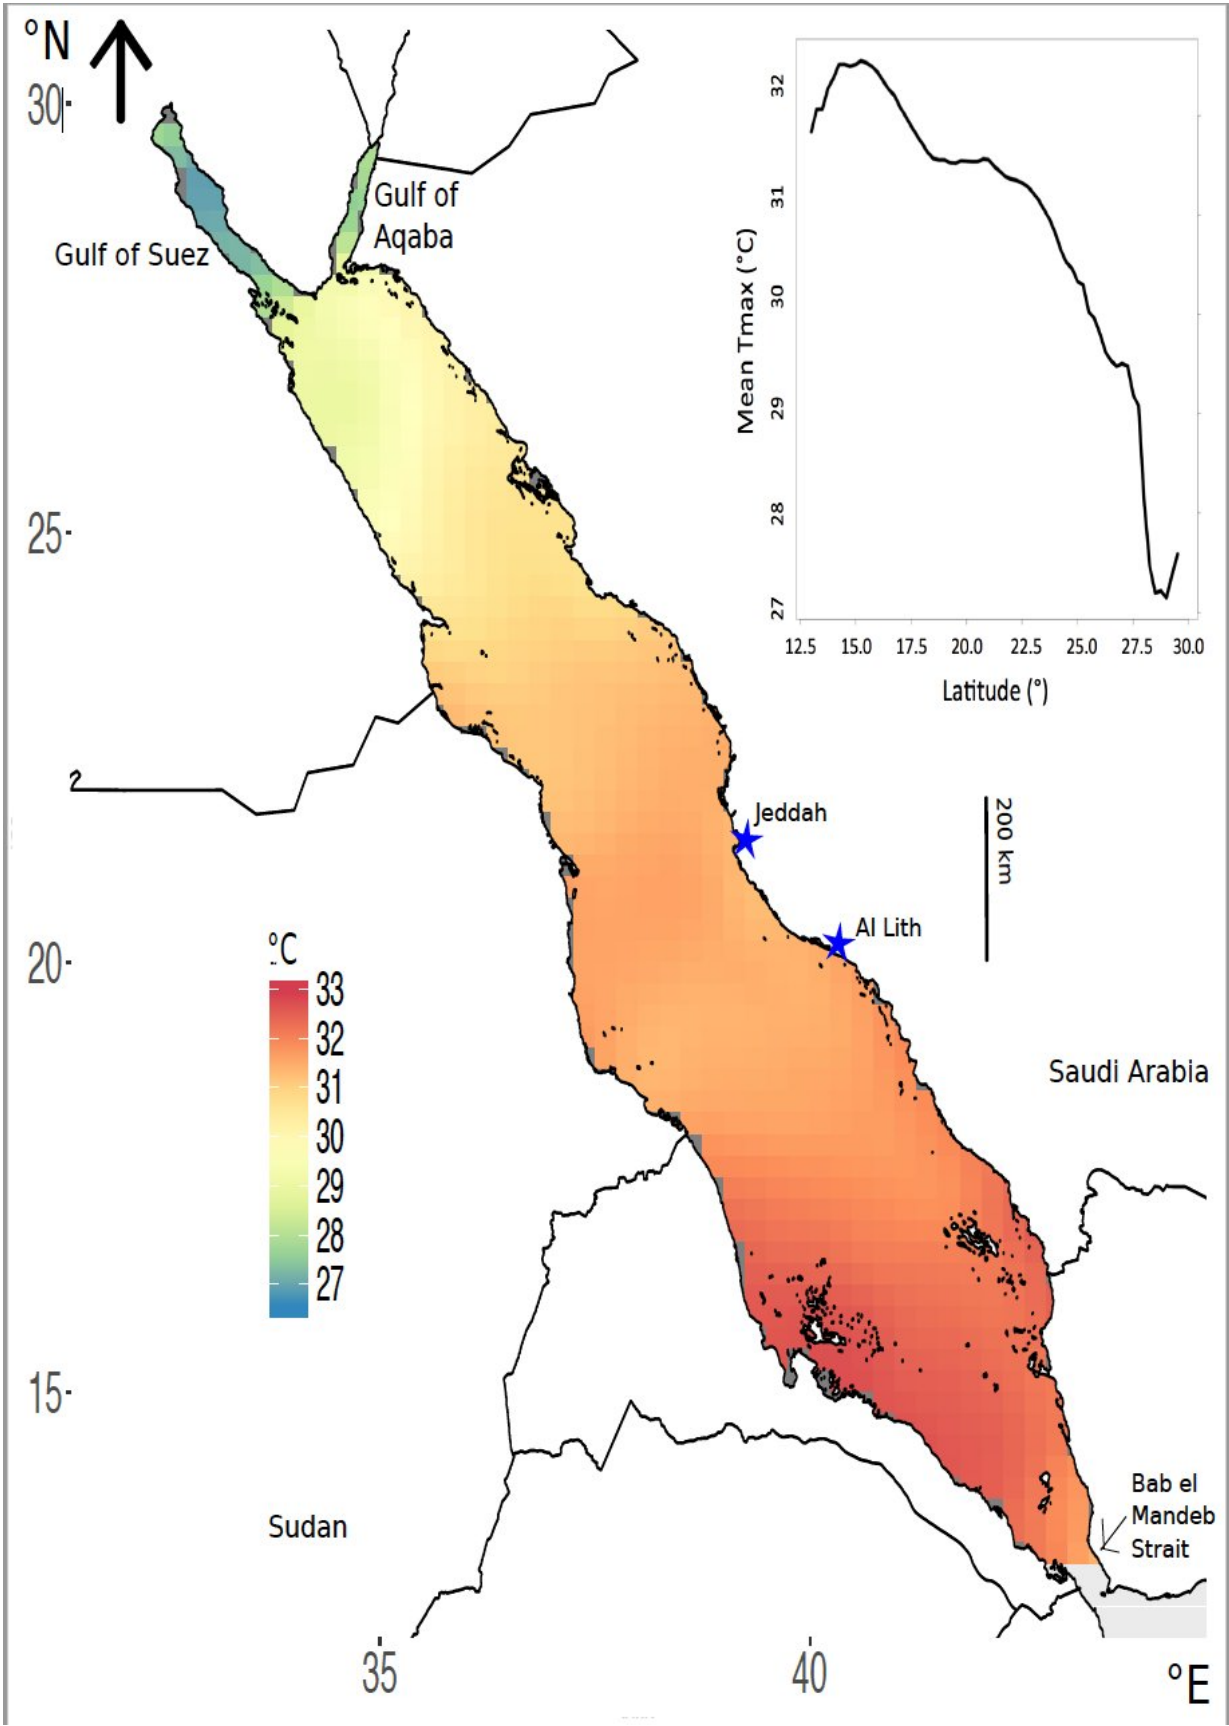 °N
30
25
20
15
35
40
°E
Gulf of Suez
Gulf of
Aqaba
Jeddah
Al Lith
200 km
Saudi Arabia
Sudan
Bab el
Mandeb
Strait
°C
33
32
31
30
29
28
27
Mean Tmax (°C)
32
31
30
29
28
27
12.5 15.0 17.5 20.0 22.5 25.0 27.5 30.0
Latitude (°)